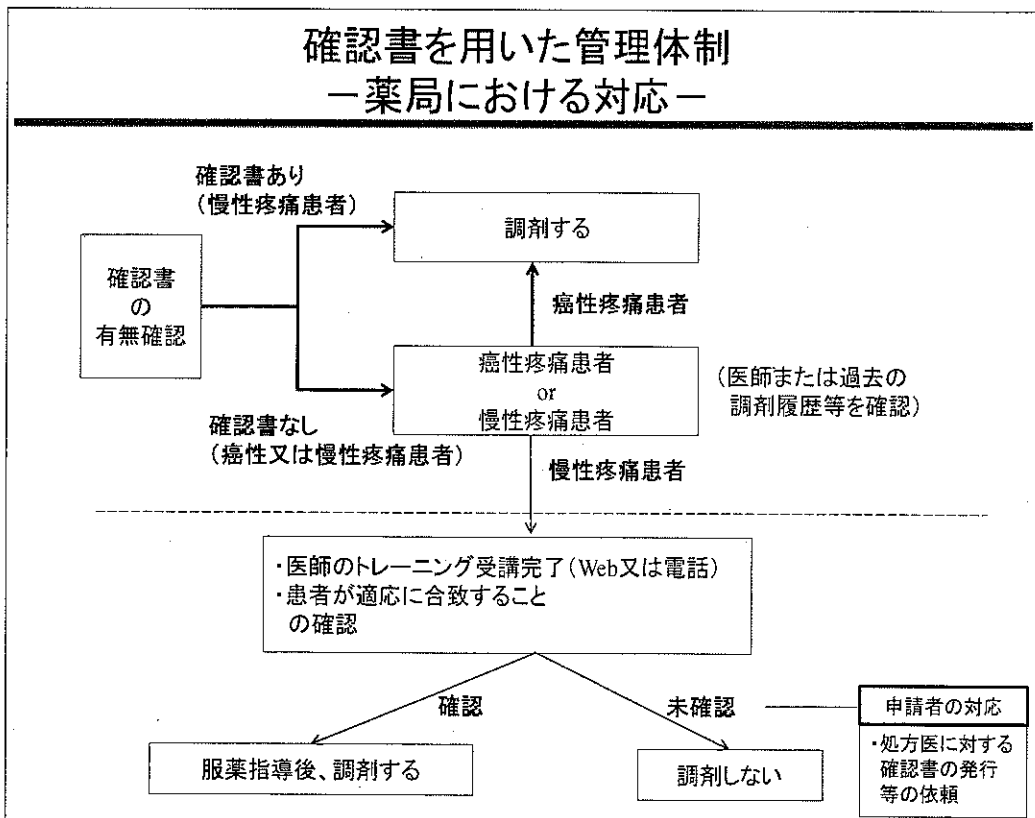 確認書を用いた管理体制
－薬局における対応－
確認書あり
（慢性疼痛患者）
調剤する
確認書
の
有無確認
癌性疼痛患者
癌性疼痛患者
or
慢性疼痛患者
（医師または過去の
調剤履歴等を確認）
確認書なし
（癌性又は慢性疼痛患者）
慢性疼痛患者
・医師のトレーニング受講完了（Web又は電話）
・患者が適応に合致すること
の確認
確認
未確認
申請者の対応
服薬指導後、調剤する
調剤しない
・処方医に対する
確認書の発行
等の依頼